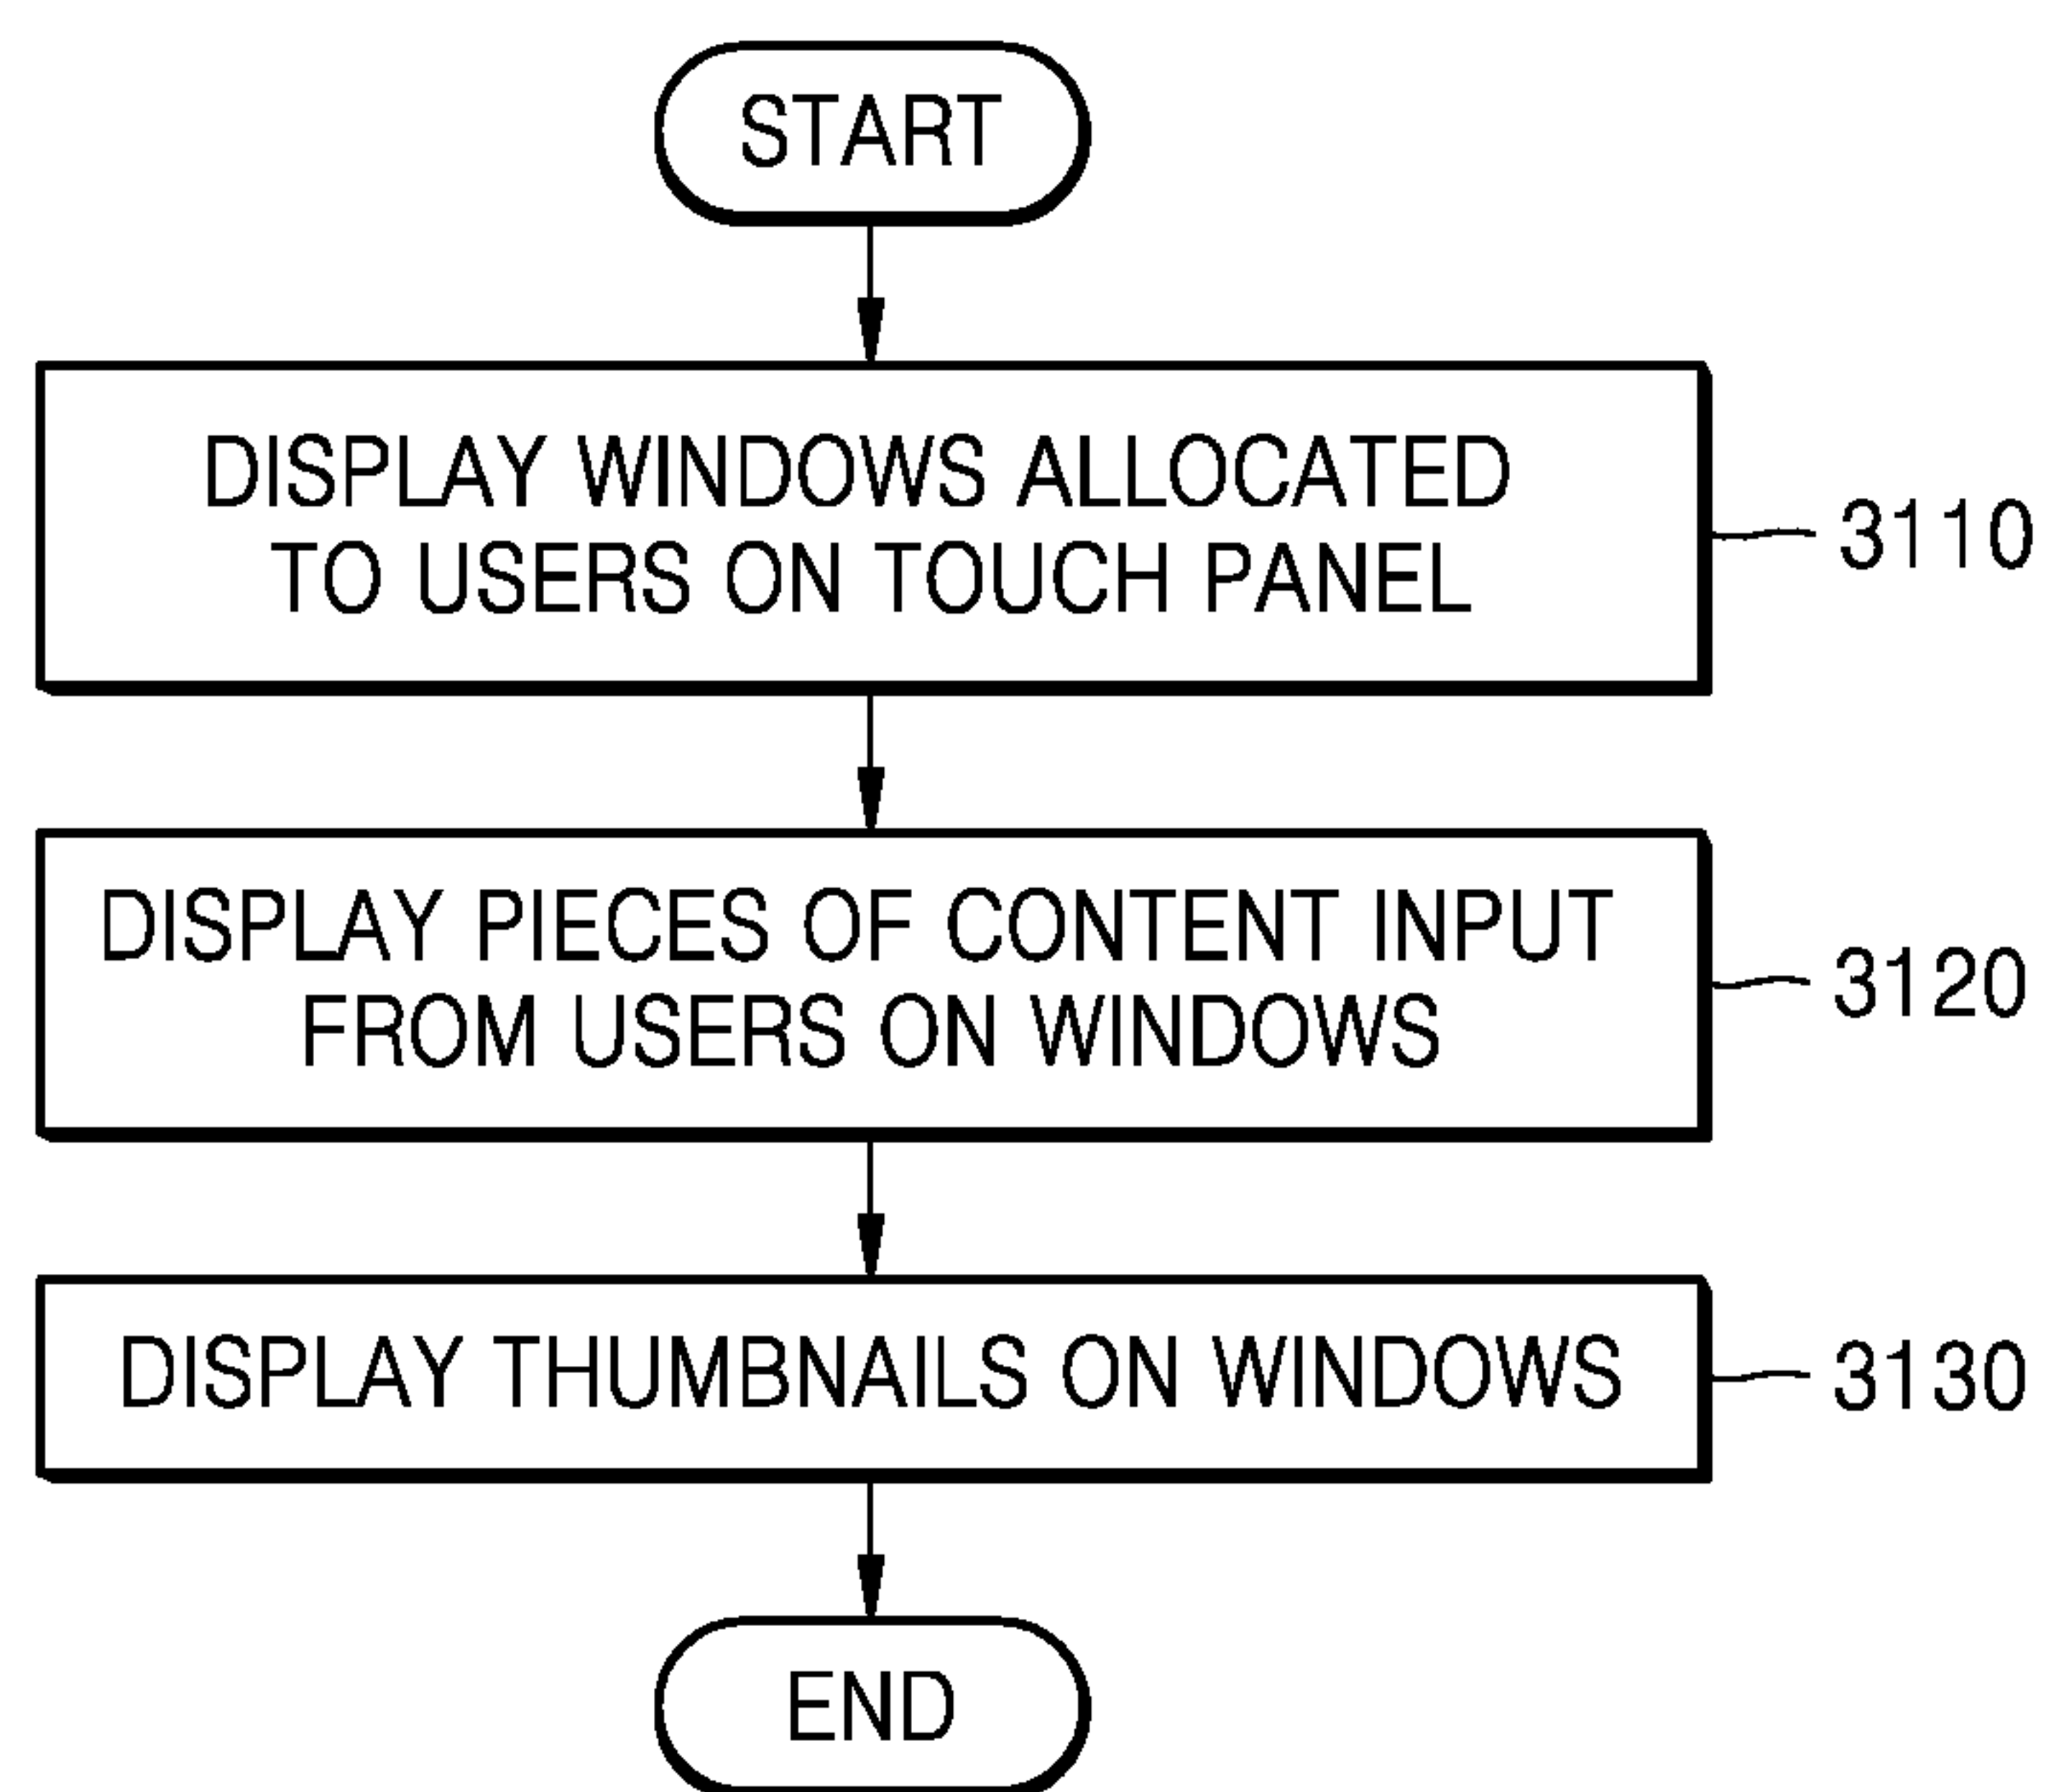 START
DISPLAY WINDOWS ALLOCATED
TO USERS ON TOUCH PANEL
3110
DISPLAY PIECES OF CONTENT INPUT
FROM USERS ON WINDOWS
3120
DISPLAY THUMBNAILS ON WINDOWS
3130
END